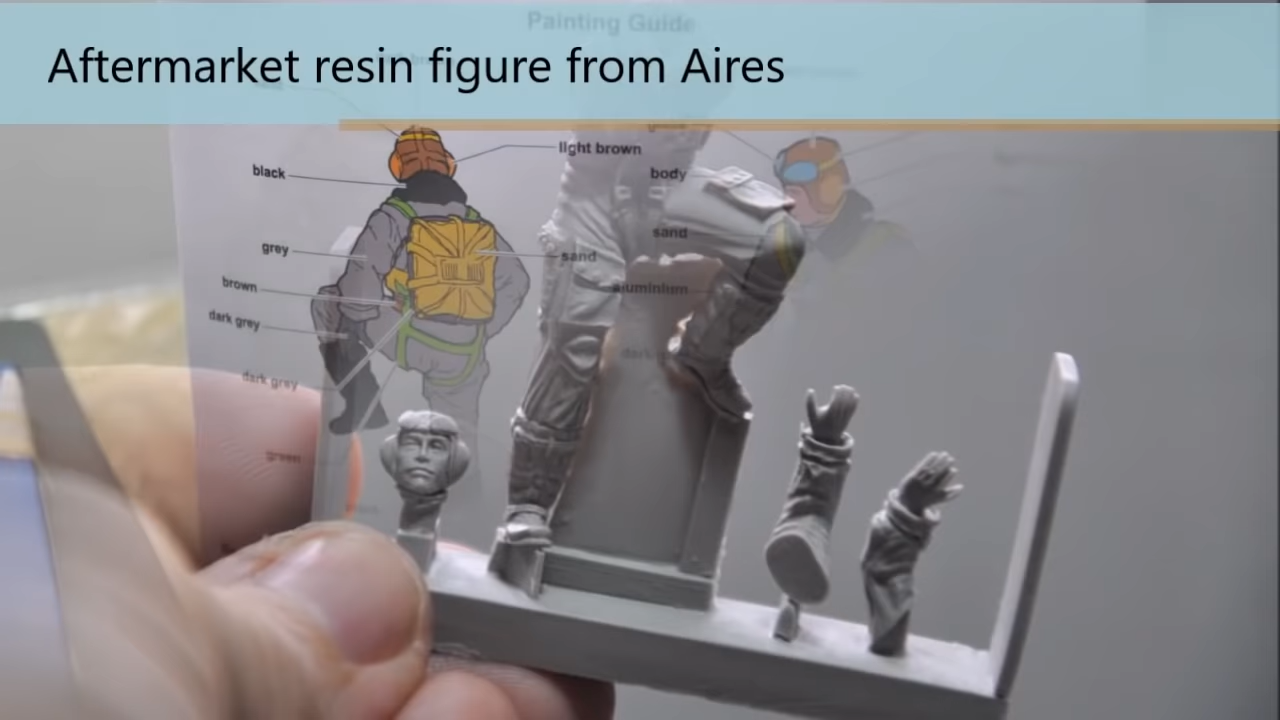 Painting Guide
Aftermarket resin figure from Aires
light brown
black
body
sand
grey
sand
brown
aluminium
dark grey
dark g
dark grey
green